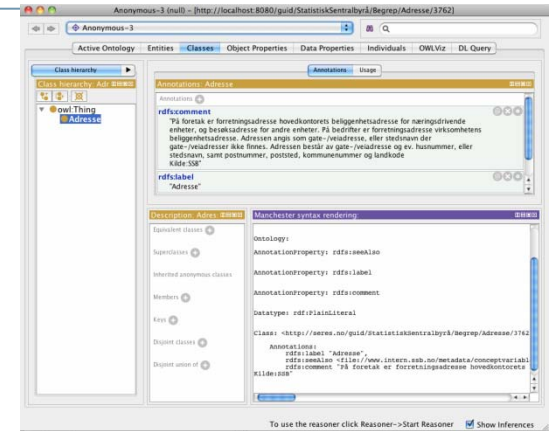 Anonymous-3 (null) – [http://localhost:8080/guid/StatistiskSentralbyrå/Begrep/Adresse/3762]
Anonymous-3
Active Ontology Entities Classes Object Properties Data Properties Individuals OWLViz DL Query
Class hierarchy
Class hierarchy: Adr
owl:Thing
Adresse
Annotations Usage
Annotations: Adresse
Annotations
rdfs:comment
"På foretak er forretningsadresse hovedkontorets beliggenhetsadresse for næringsdrivende
enheter, og besøksadresse for andre enheter. På bedrifter er forretningsadresse virksomhetens
beliggenhetsadresse. Adressen angis som gate-/veiadresse, eller stedsnavn der
gate-/veiadresser ikke finnes. Adressen består av gate-/veiadresse og ev. husnummer, eller
stedsnavn, samt postnummer, poststed, kommunenummer og landkode
Kilde:SSB"
rdfs:label
"Adresse"
Description: Adres
Equivalent classes
Superclasses
Inherited anonymous classes
Members
Keys
Disjoint classes
Disjoint union of
Manchester syntax rendering:
Ontology:
AnnotationProperty: rdfs:seeAlso
AnnotationProperty: rdfs:label
AnnotationProperty: rdfs:comment
Datatype: rdf:PlainLiteral
Class: <http://seres.no/guid/StatistiskSentralbyrå/Begrep/Adresse/3762
Annotations:
rdfs:label "Adresse",
rdfs:seeAlso <file://www.intern.ssb.no/metadata/conceptvariabl
rdfs:comment "På foretak er forretningsadresse hovedkontorets
Kilde:SSB"
To use the reasoner click Reasoner->Start Reasoner Show Inferences